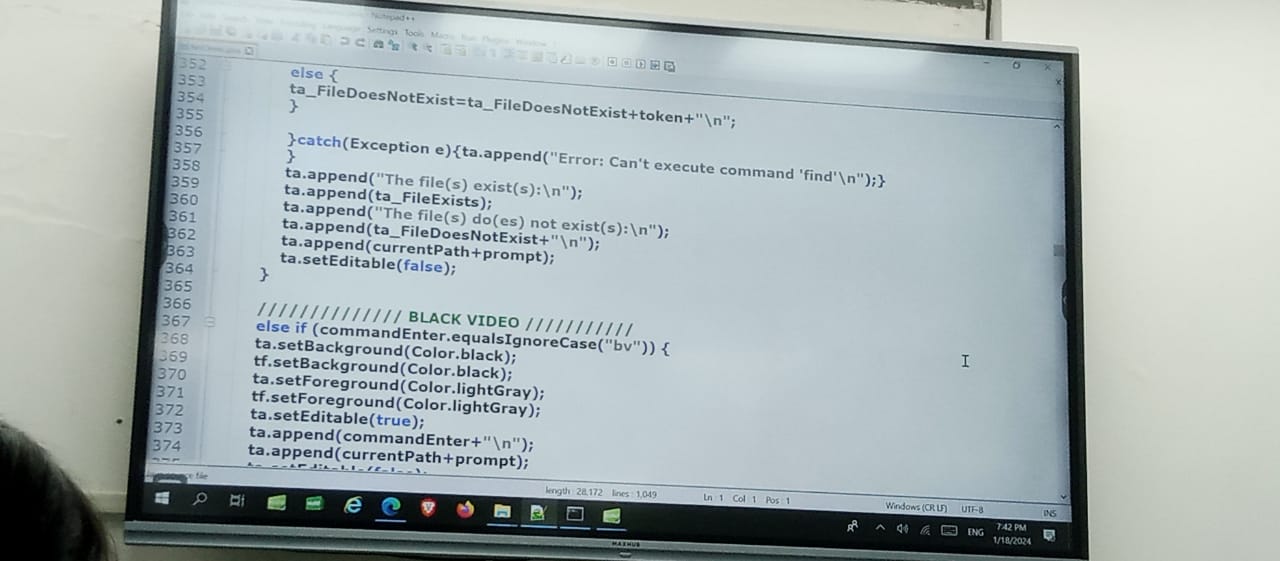 Notepad++
Settings Tools Macro Run Plugins Window
352
353 else {
354 ta_FileDoesNotExist=ta_FileDoesNotExist+token+"\n";
355 }
356
357 }catch(Exception e){ta.append("Error: Can't execute command 'find'\n");}
358 }
359 ta.append("The file(s) exist(s):\n");
360 ta.append(ta_FileExists);
361 ta.append("The file(s) do(es) not exist(s):\n");
362 ta.append(ta_FileDoesNotExist+"\n");
363 ta.append(currentPath+prompt);
364 ta.setEditable(false);
365 }
366
367 ////////////// BLACK VIDEO ///////////
368 else if (commandEnter.equalsIgnoreCase("bv")) {
369 ta.setBackground(Color.black);
370 tf.setBackground(Color.black);
371 ta.setForeground(Color.lightGray);
372 tf.setForeground(Color.lightGray);
373 ta.setEditable(true);
374 ta.append(commandEnter+"\n");
ta.append(currentPath+prompt);
file
length : 28,172 lines : 1,049
Ln : 1 Col : 1 Pos : 1
Windows (CR LF)
UTF-8
INS
ENG
7:42 PM
1/18/2024
MAXHUB